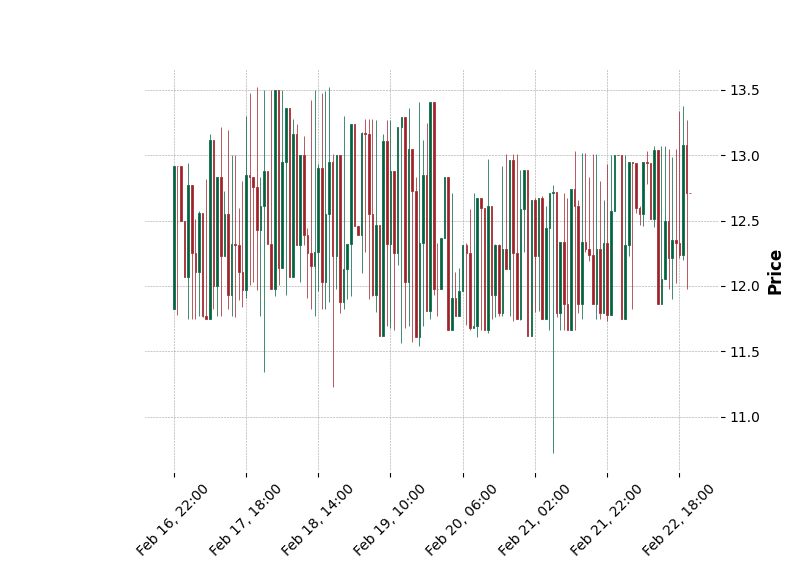 13.5
13.0
12.5
12.0
11.5
11.0
Price
Feb 16, 22:00
Feb 17, 18:00
Feb 18, 14:00
Feb 19, 10:00
Feb 20, 06:00
Feb 21, 02:00
Feb 21, 22:00
Feb 22, 18:00